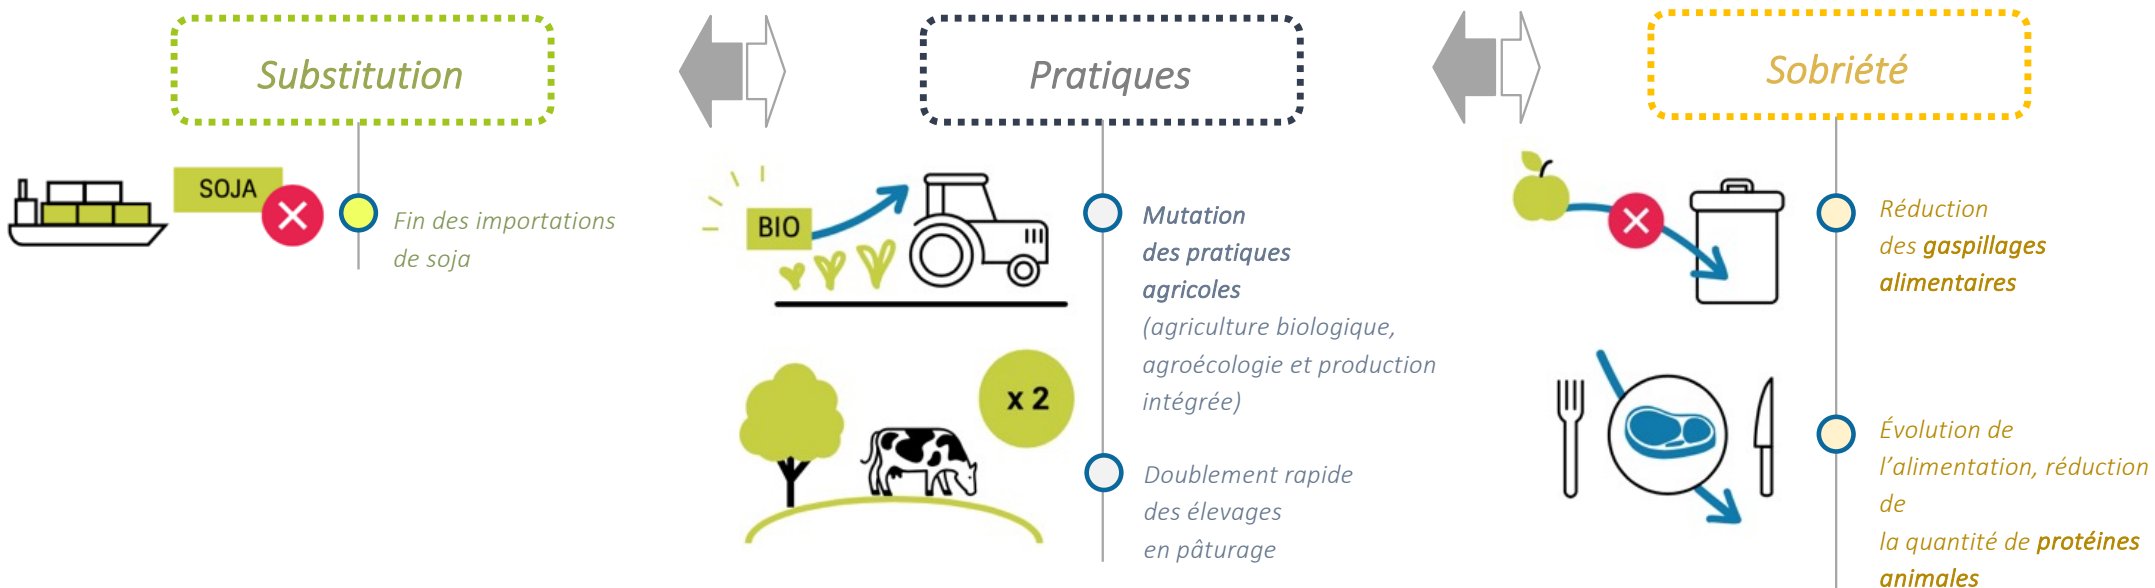 Substitution
SOJA
Fin des importations
de soja
Pratiques
BIO
Mutation
des pratiques
agricoles
(agriculture biologique,
agroécologie et production
intégrée)
x 2
Doublement rapide
des élevages
en pâturage
Sobriété
Réduction
des gaspillages
alimentaires
Évolution de
l’alimentation, réduction
de
la quantité de protéines
animales